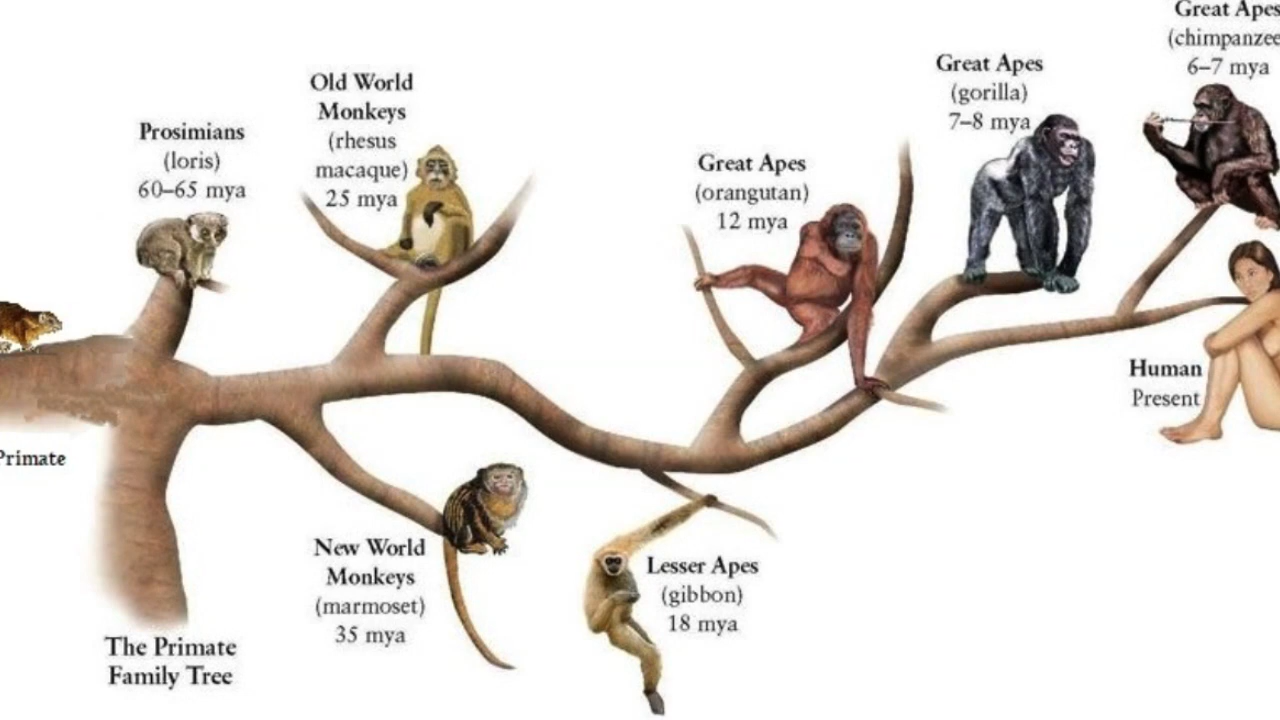 Prosimians
(loris)
60–65 mya
Old World
Monkeys
(rhesus
macaque)
25 mya
Great Apes
(orangutan)
12 mya
Great Apes
(gorilla)
7–8 mya
Great Apes
(chimpanzee
6–7 mya
Human
Present
Primate
New World
Monkeys
(marmoset)
35 mya
Lesser Apes
(gibbon)
18 mya
The Primate
Family Tree